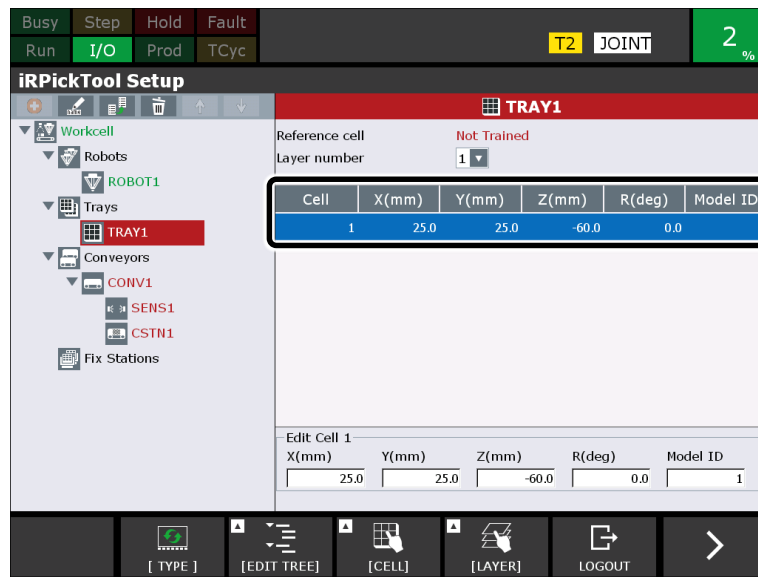 Busy Step Hold Fault
Run I/O Prod TCyc
T2 JOINT
2 %
iRPickTool Setup
TRAY1
Workcell
Robots
ROBOT1
Trays
TRAY1
Conveyors
CONV1
SENS1
CSTN1
Fix Stations
Reference cell Not Trained
Layer number 1
Cell X(mm) Y(mm) Z(mm) R(deg) Model ID
1 25.0 25.0 -60.0 0.0
Edit Cell 1
X(mm) Y(mm) Z(mm) R(deg) Model ID
25.0 25.0 -60.0 0.0 1
[ TYPE ] [EDIT TREE] [CELL] [LAYER] LOGOUT